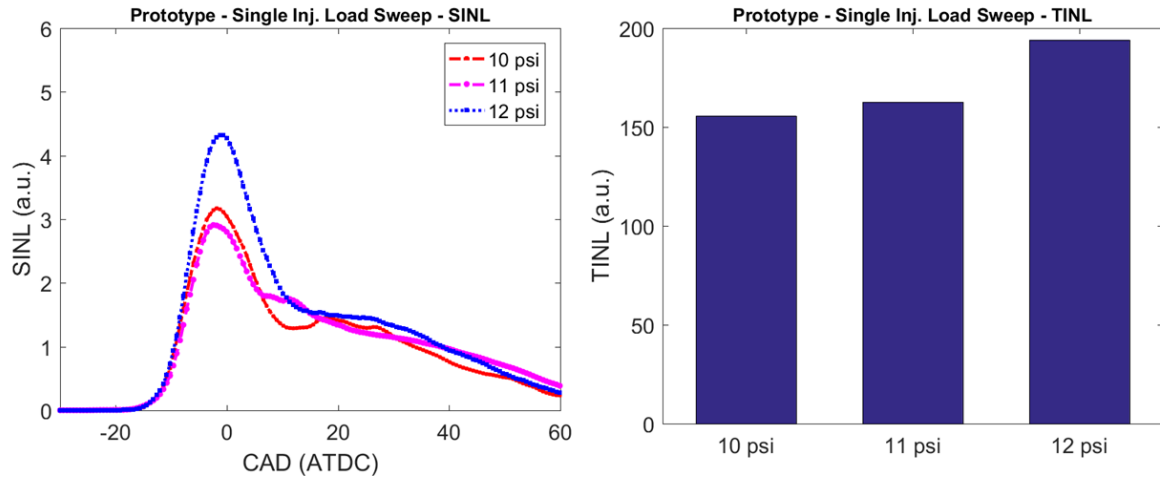 Prototype - Single Inj. Load Sweep - SINL
6
5
4
3
2
1
0
SINL (a.u.)
10 psi
11 psi
12 psi
-20
0
20
40
60
CAD (ATDC)
Prototype - Single Inj. Load Sweep - TINL
200
150
100
50
0
TINL (a.u.)
10 psi
11 psi
12 psi